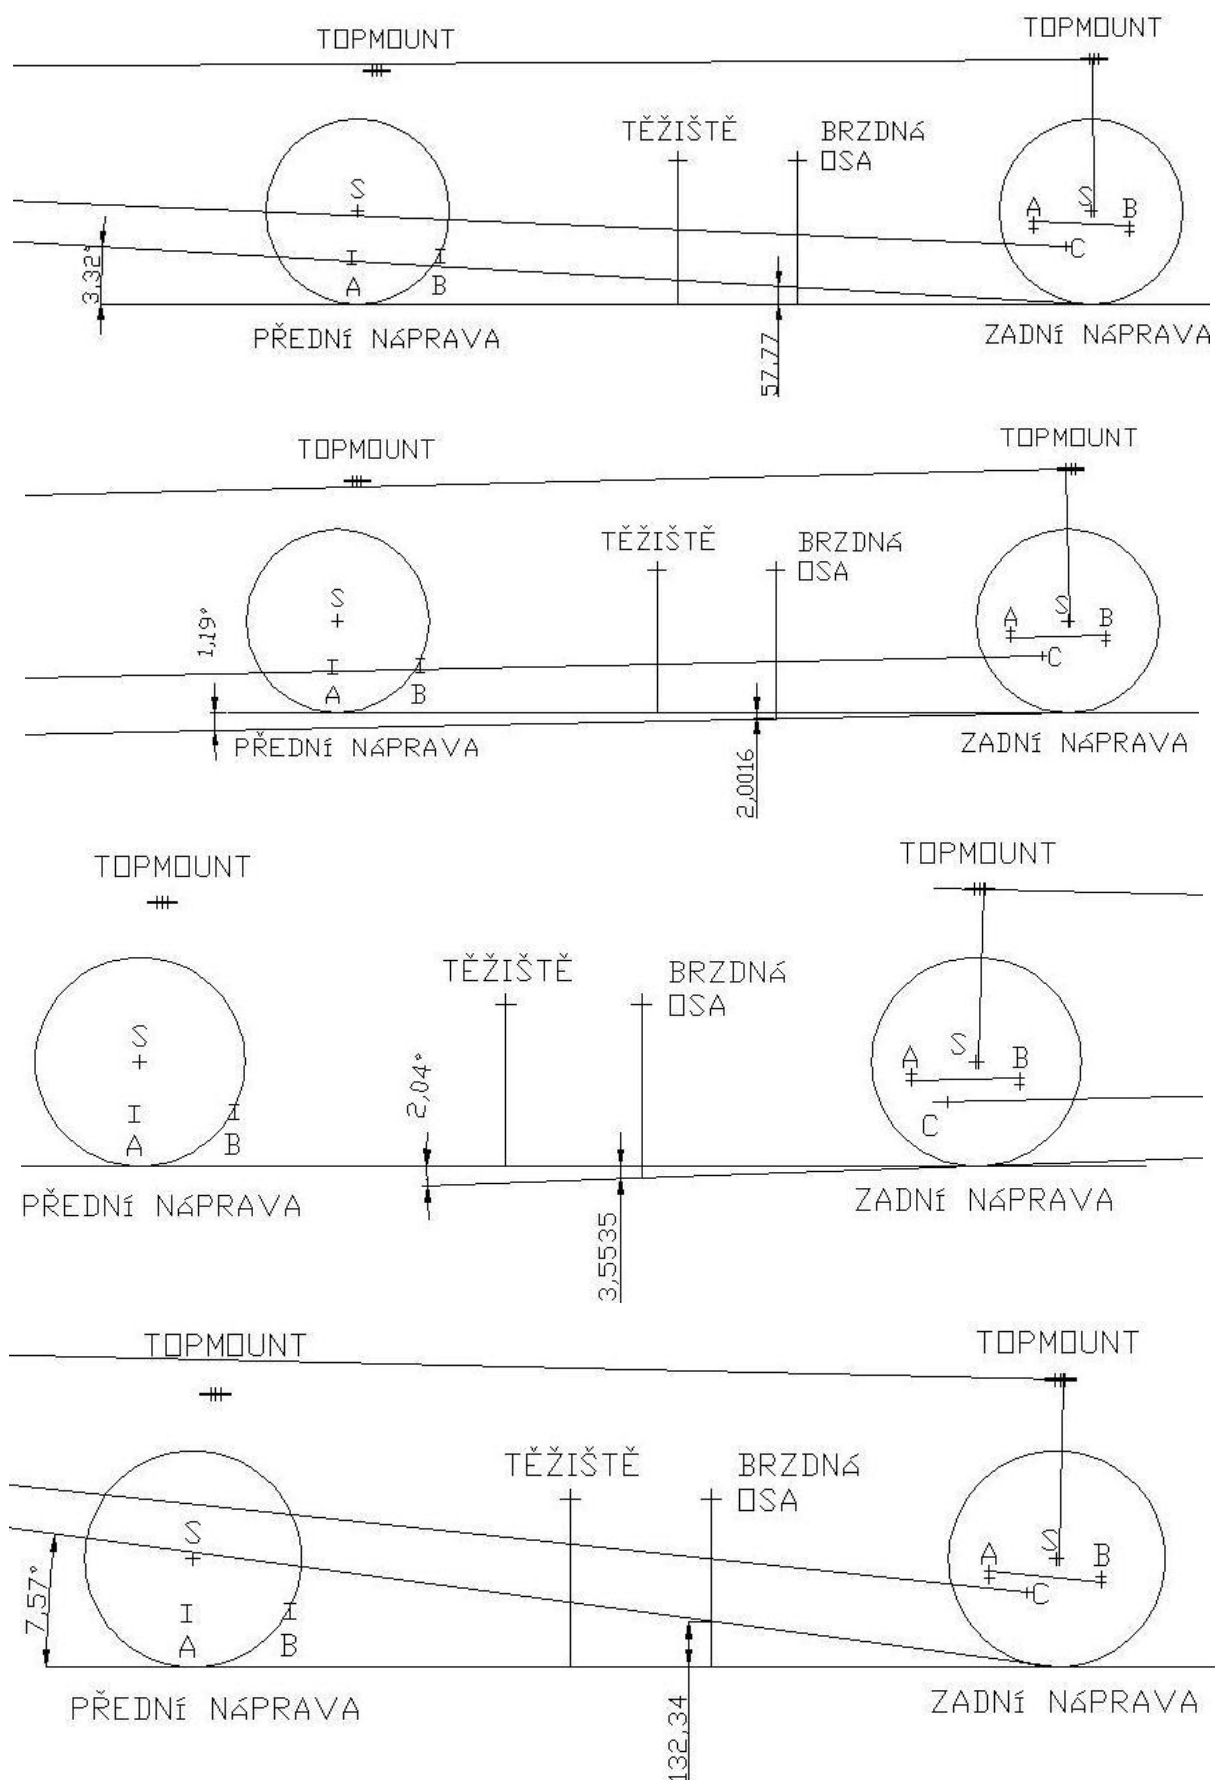 TOPMOUNT
TOPMOUNT
TĚŽIŠTĚ
BRZDNÁ
OSA
S
A
S
B
I
I
C
A
B
3,32°
PŘEDNÍ NÁPRAVA
ZADNÍ NÁPRAVA
57,77
TOPMOUNT
TOPMOUNT
TĚŽIŠTĚ
BRZDNÁ
OSA
S
A
S
B
1,19°
I
I
C
A
B
PŘEDNÍ NÁPRAVA
ZADNÍ NÁPRAVA
2,0016
TOPMOUNT
TOPMOUNT
TĚŽIŠTĚ
BRZDNÁ
OSA
S
A
S
B
2,04°
I
I
C
A
B
PŘEDNÍ NÁPRAVA
ZADNÍ NÁPRAVA
3,5535
TOPMOUNT
TOPMOUNT
TĚŽIŠTĚ
BRZDNÁ
OSA
S
A
S
B
7,57°
I
I
C
A
B
PŘEDNÍ NÁPRAVA
ZADNÍ NÁPRAVA
132,34